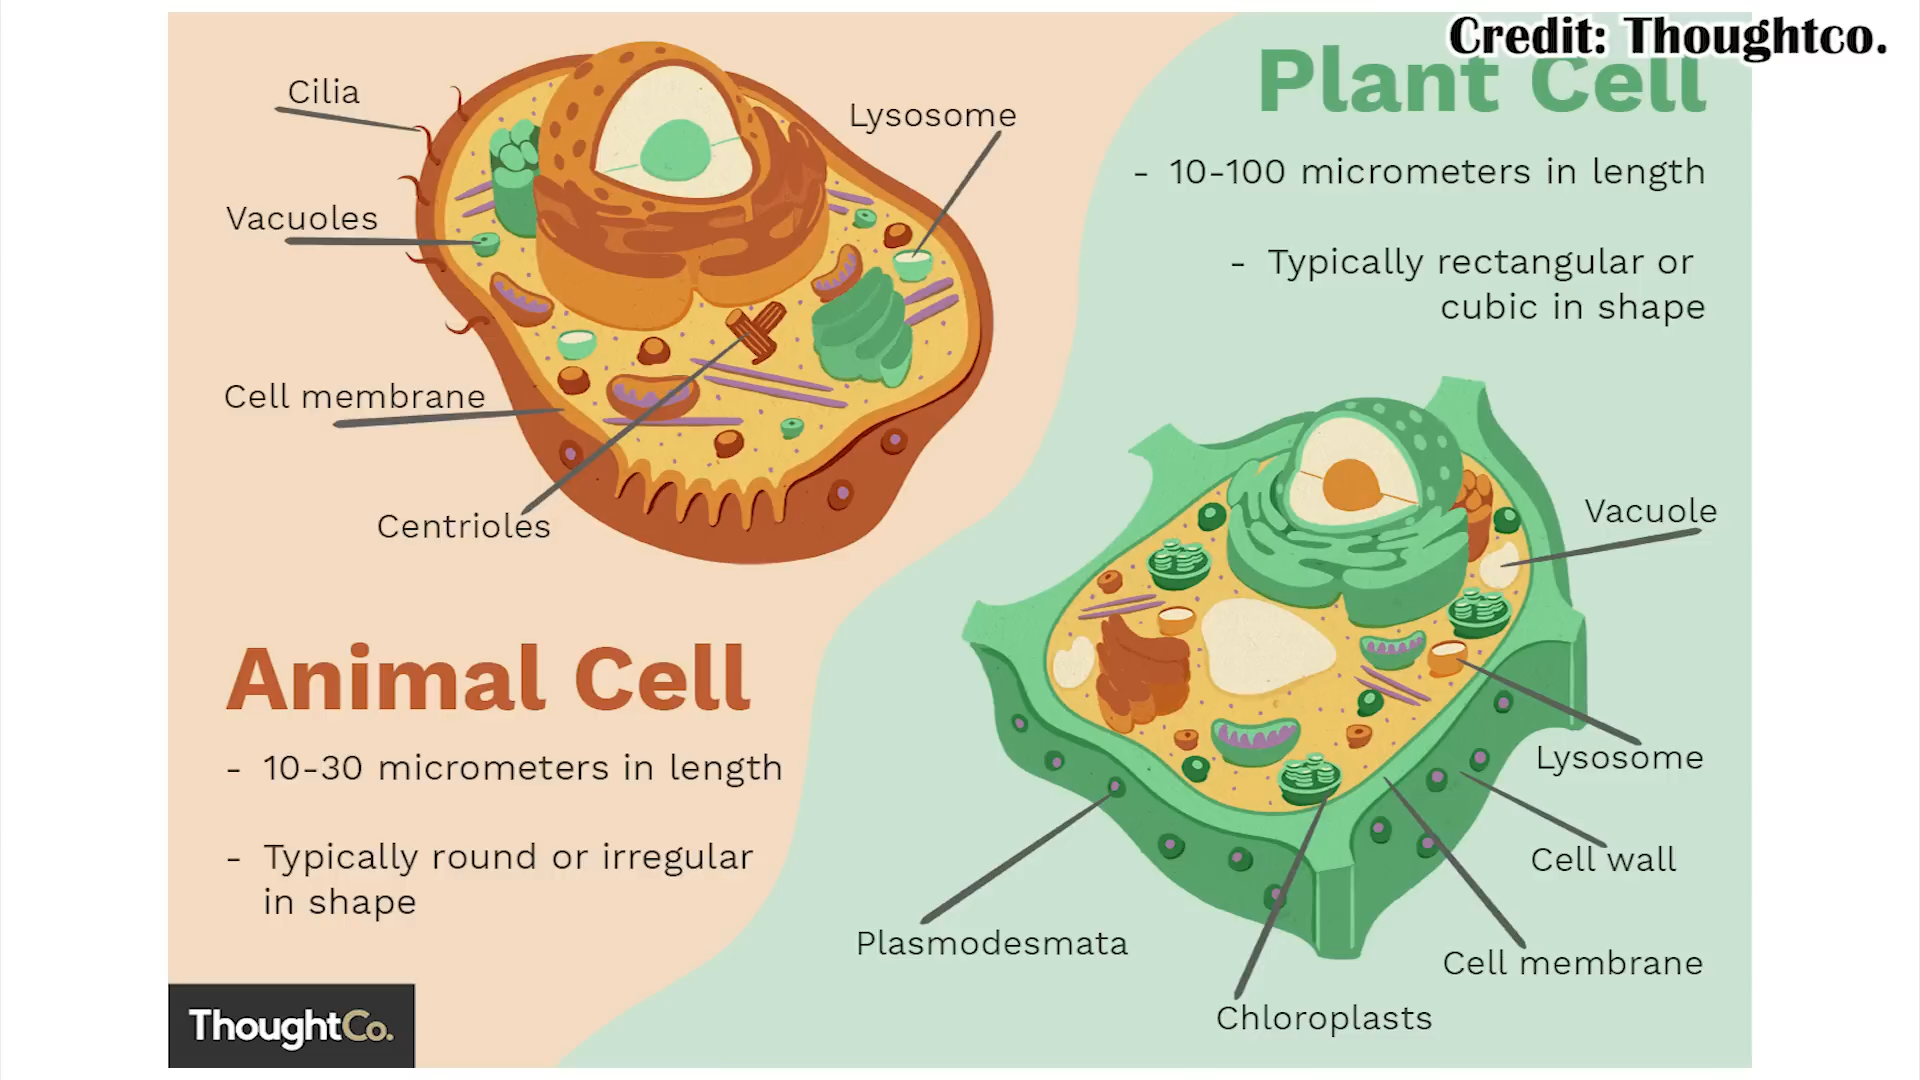 Credit: Thoughtco.
Cilia
Lysosome
Vacuoles
Cell membrane
Centrioles
Animal Cell
- 10-30 micrometers in length
- Typically round or irregular
in shape
ThoughtCo.
Plant Cell
- 10-100 micrometers in length
- Typically rectangular or
cubic in shape
Vacuole
Lysosome
Cell wall
Cell membrane
Plasmodesmata
Chloroplasts